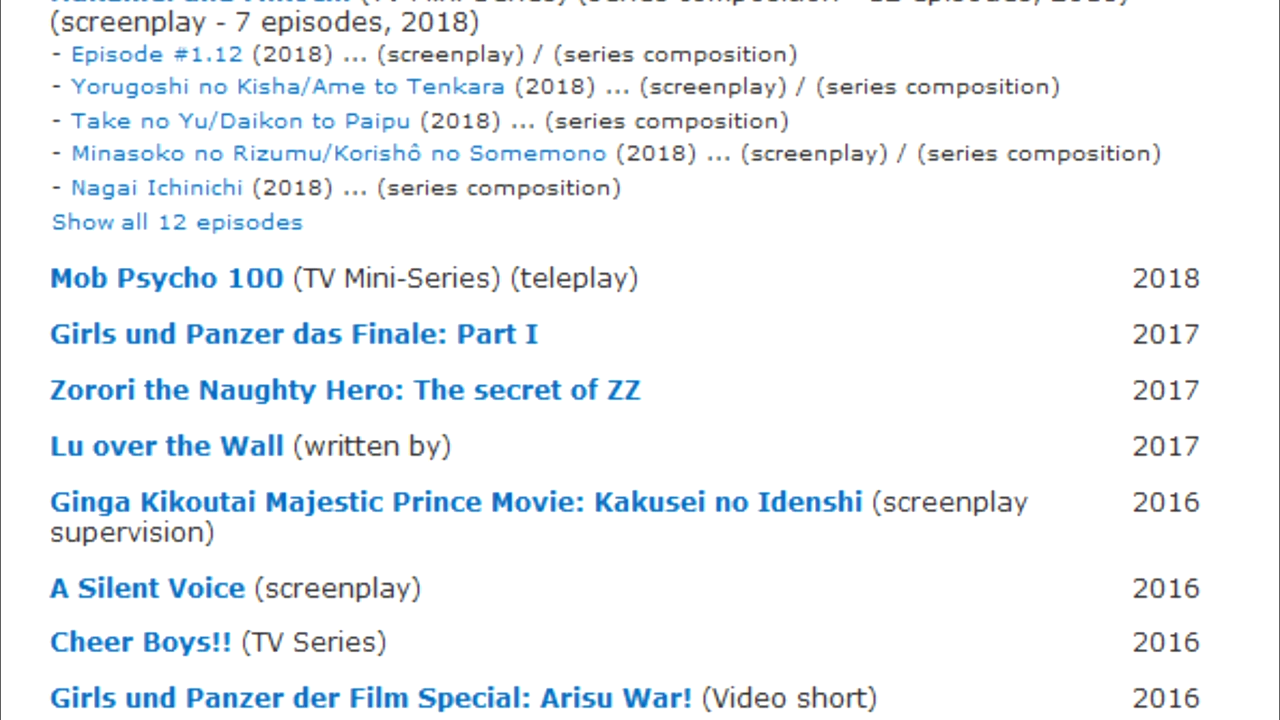 (screenplay - 7 episodes, 2018)
- Episode #1.12 (2018) ... (screenplay) / (series composition)
- Yorugoshi no Kisha/Ame to Tenkara (2018) ... (screenplay) / (series composition)
- Take no Yu/Daikon to Paipu (2018) ... (series composition)
- Minasoko no Rizumu/Korishô no Somemono (2018) ... (screenplay) / (series composition)
- Nagai Ichinichi (2018) ... (series composition)
Show all 12 episodes
Mob Psycho 100 (TV Mini-Series) (teleplay) 2018
Girls und Panzer das Finale: Part I 2017
Zorori the Naughty Hero: The secret of ZZ 2017
Lu over the Wall (written by) 2017
Ginga Kikoutai Majestic Prince Movie: Kakusei no Idenshi (screenplay 2016
supervision)
A Silent Voice (screenplay) 2016
Cheer Boys!! (TV Series) 2016
Girls und Panzer der Film Special: Arisu War! (Video short) 2016